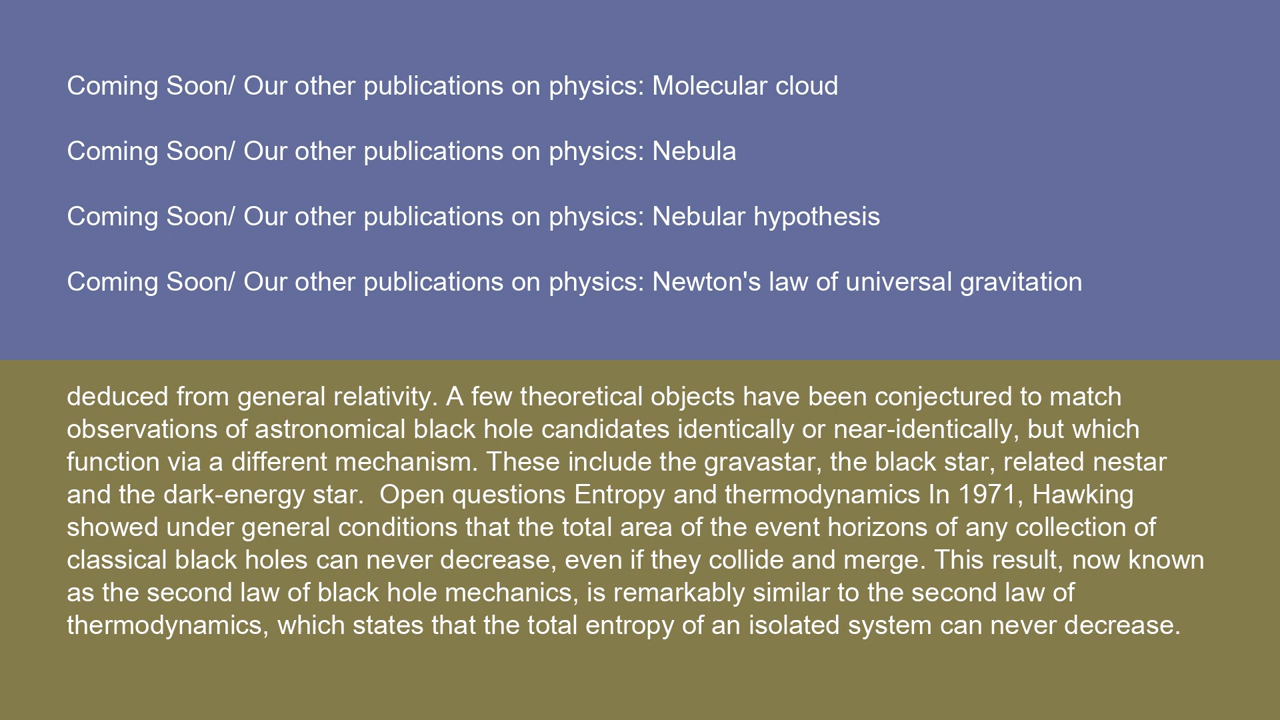 Coming Soon/ Our other publications on physics: Molecular cloud
Coming Soon/ Our other publications on physics: Nebula
Coming Soon/ Our other publications on physics: Nebular hypothesis
Coming Soon/ Our other publications on physics: Newton's law of universal gravitation
deduced from general relativity. A few theoretical objects have been conjectured to match
observations of astronomical black hole candidates identically or near-identically, but which
function via a different mechanism. These include the gravastar, the black star, related nestar
and the dark-energy star.  Open questions Entropy and thermodynamics In 1971, Hawking
showed under general conditions that the total area of the event horizons of any collection of
classical black holes can never decrease, even if they collide and merge. This result, now known
as the second law of black hole mechanics, is remarkably similar to the second law of
thermodynamics, which states that the total entropy of an isolated system can never decrease.